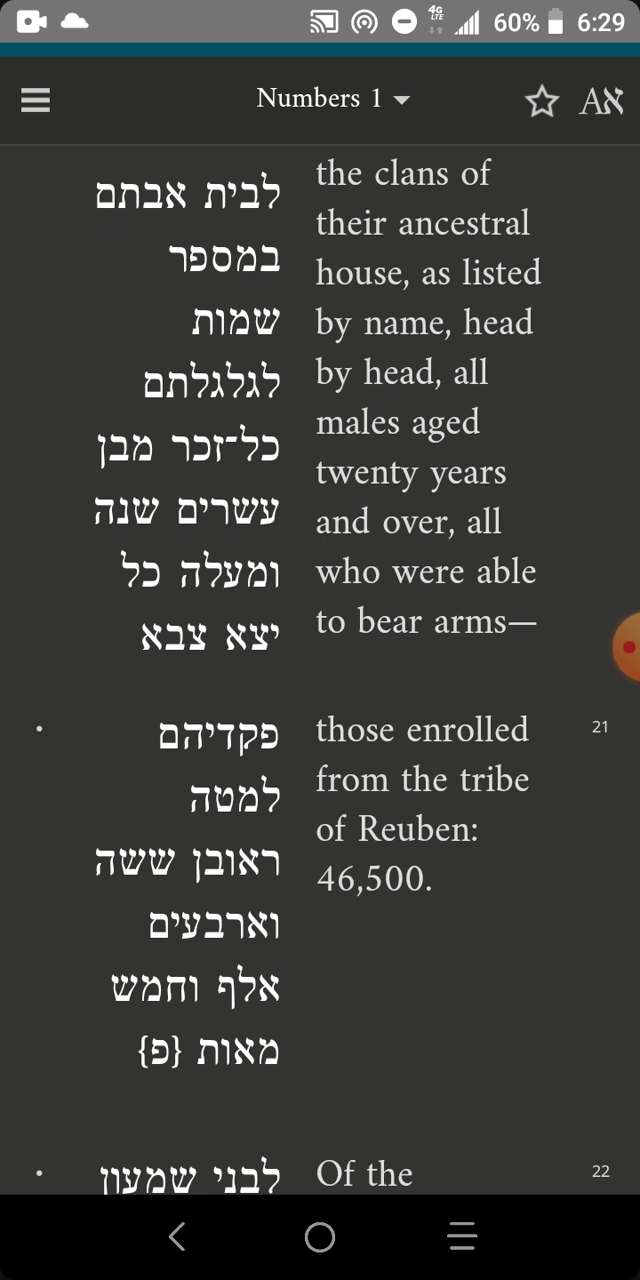 4G
LTE
60%
6:29
Numbers 1
Aא
לבית אבתם
במספר
שמות
לגלגלתם
כל־זכר מבן
עשרים שנה
ומעלה כל
יצא צבא
the clans of
their ancestral
house, as listed
by name, head
by head, all
males aged
twenty years
and over, all
who were able
to bear arms—
פקדיהם
למטה
ראובן ששה
וארבעים
אלף וחמש
מאות {פ}
those enrolled
from the tribe
of Reuben:
46,500.
21
לבני שמעון
Of the
22